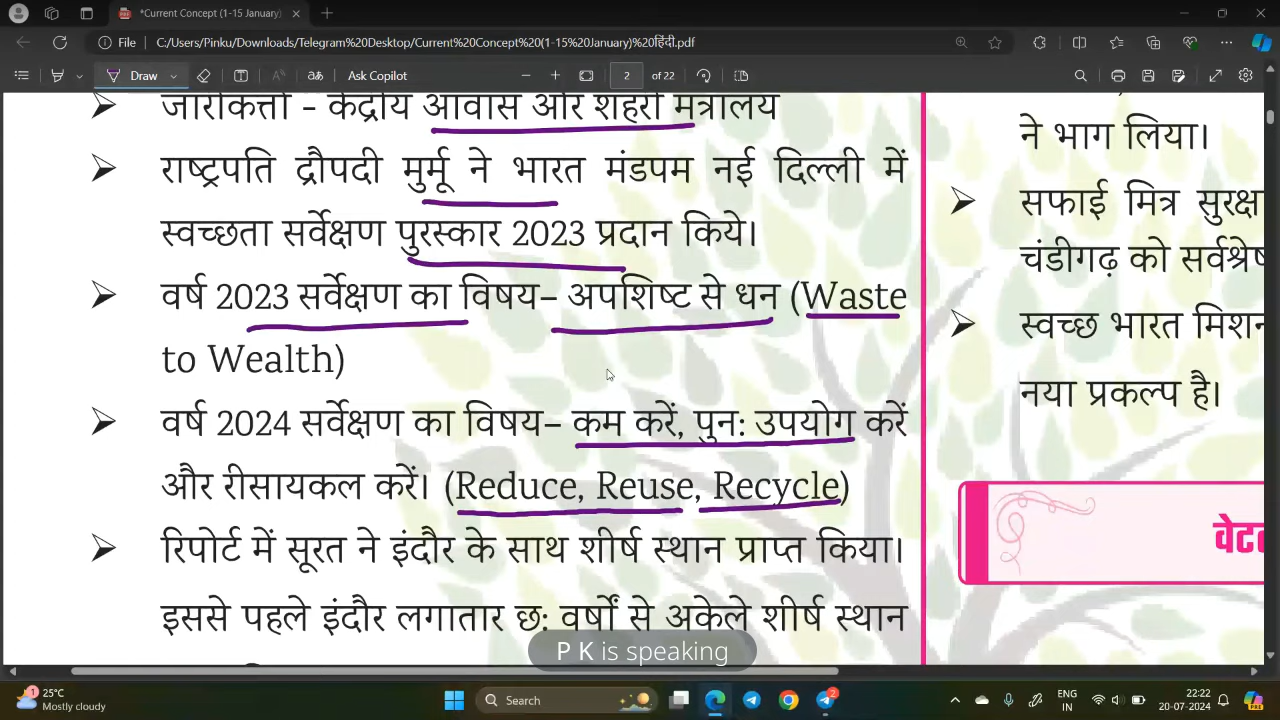 *Current Concept (1-15 January)
File
C:/Users/Pinku/Downloads/Telegram%20Desktop/Current%20Concept%20(1-15%20January)%20हिंदी.pdf
Draw
Ask Copilot
2 of 22
जारीकर्त्ता - केंद्रीय आवास और शहरी मंत्रालय
राष्ट्रपति द्रौपदी मुर्मू ने भारत मंडपम नई दिल्ली में
स्वच्छता सर्वेक्षण पुरस्कार 2023 प्रदान किये।
वर्ष 2023 सर्वेक्षण का विषय– अपशिष्ट से धन (Waste
to Wealth)
वर्ष 2024 सर्वेक्षण का विषय– कम करें, पुन: उपयोग करें
और रीसायकल करें। (Reduce, Reuse, Recycle)
रिपोर्ट में सूरत ने इंदौर के साथ शीर्ष स्थान प्राप्त किया।
इससे पहले इंदौर लगातार छ: वर्षों से अकेले शीर्ष स्थान
ने भाग लिया।
सफाई मित्र सुरक्षा
चंडीगढ़ को सर्वश्रेष्
स्वच्छ भारत मिशन
नया प्रकल्प है।
P K is speaking
1
25°C
Mostly cloudy
Search
2
ENG
IN
22:22
20-07-2024